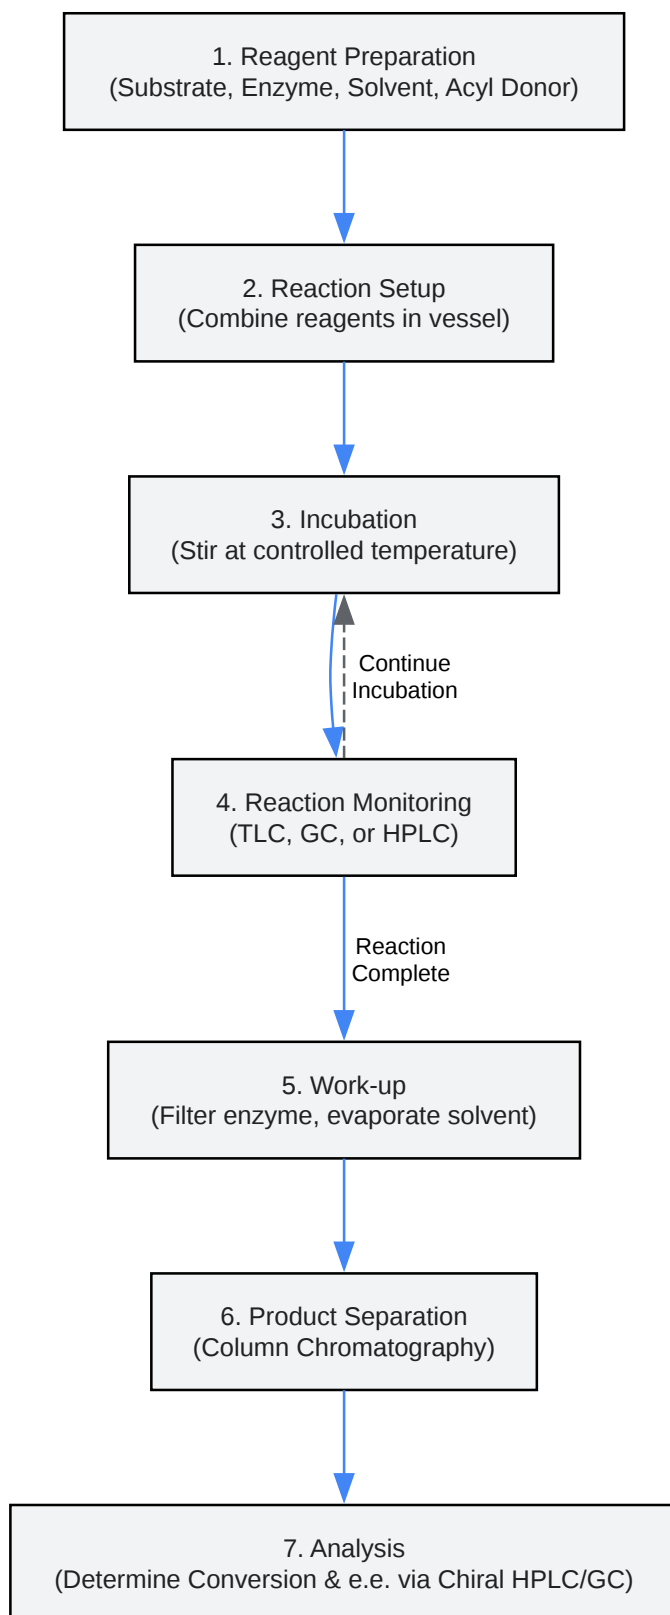 1. Reagent Preparation
(Substrate, Enzyme, Solvent, Acyl Donor)
2. Reaction Setup
(Combine reagents in vessel)
3. Incubation
(Stir at controlled temperature)
Continue
Incubation
4. Reaction Monitoring
(TLC, GC, or HPLC)
Reaction
Complete
5. Work-up
(Filter enzyme, evaporate solvent)
6. Product Separation
(Column Chromatography)
7. Analysis
(Determine Conversion & e.e. via Chiral HPLC/GC)